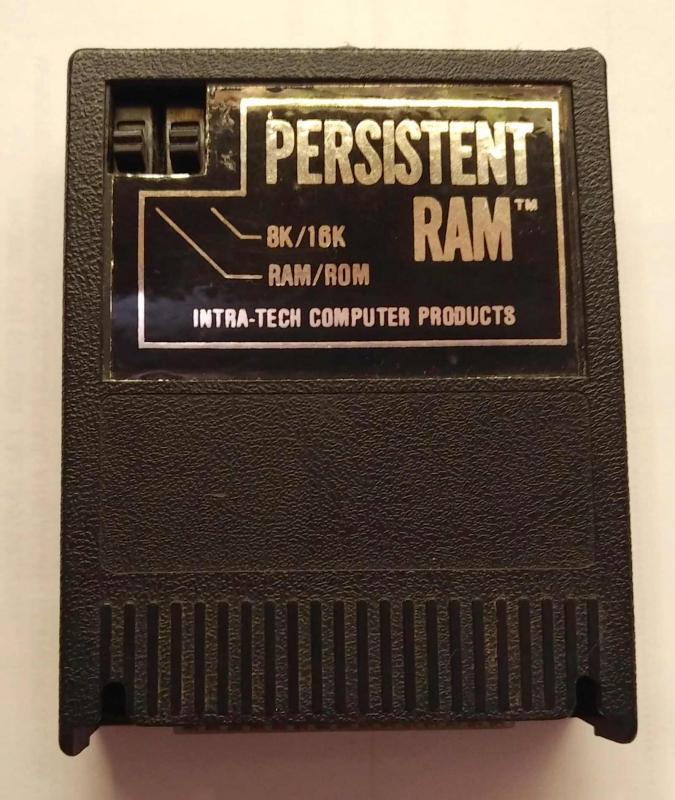 PERSISTENT
RAM™
8K/16K
RAM/ROM
INTRA-TECH COMPUTER PRODUCTS